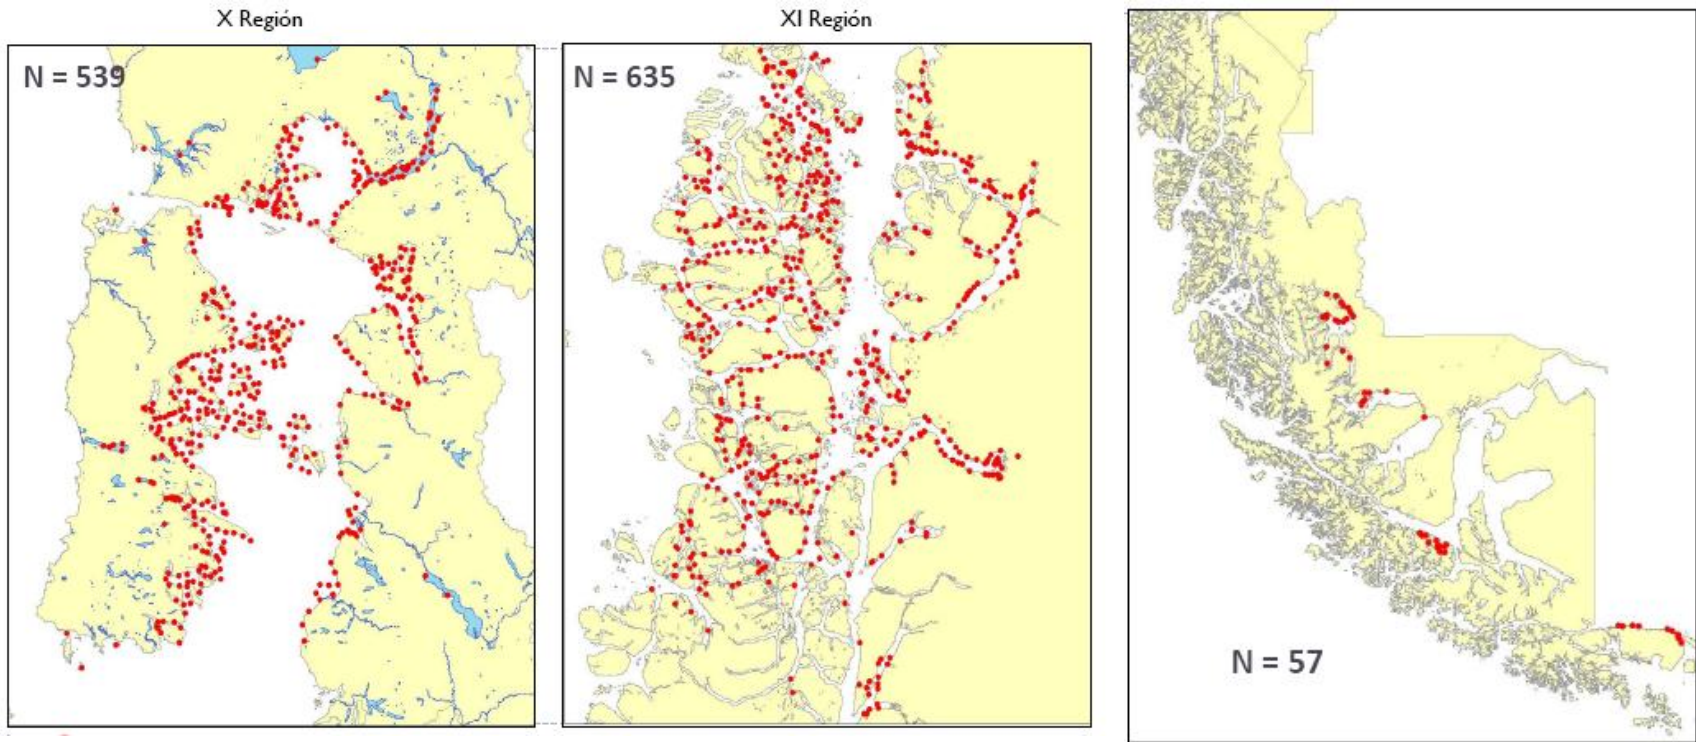 X Región
XI Región
N = 539
N = 635
N = 57